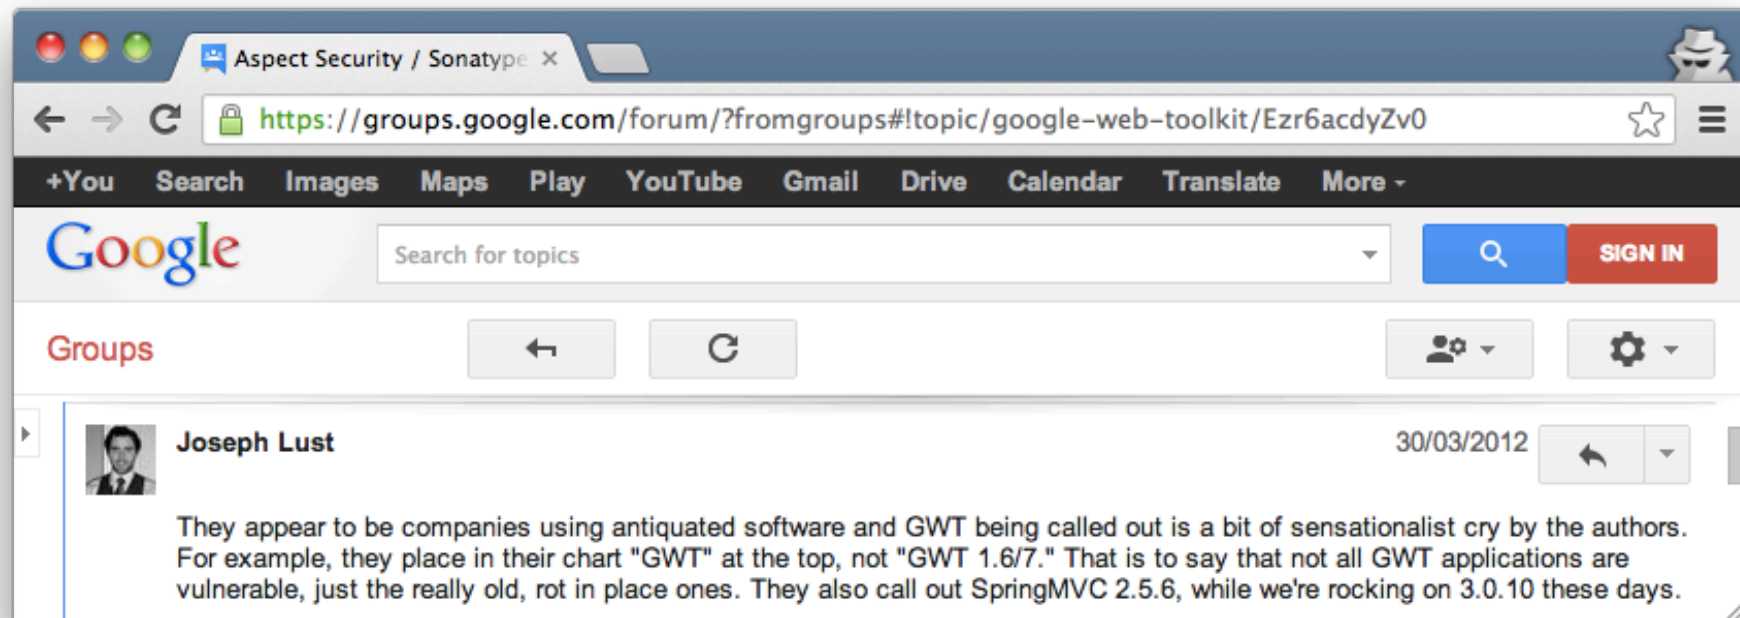 Aspect Security / Sonatype
https://groups.google.com/forum/?fromgroups#!topic/google-web-toolkit/Ezr6acdyZv0
+You Search Images Maps Play YouTube Gmail Drive Calendar Translate More
Google Search for topics SIGN IN
Groups
Joseph Lust 30/03/2012
They appear to be companies using antiquated software and GWT being called out is a bit of sensationalist cry by the authors.
For example, they place in their chart "GWT" at the top, not "GWT 1.6/7." That is to say that not all GWT applications are
vulnerable, just the really old, rot in place ones. They also call out SpringMVC 2.5.6, while we're rocking on 3.0.10 these days.